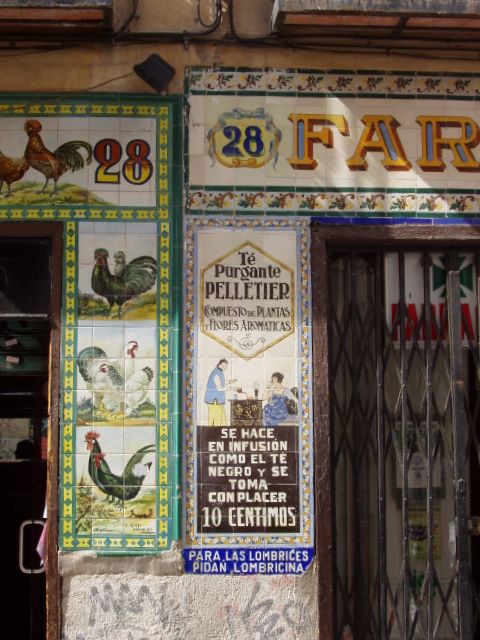 28
28 FAR
Té
Purgante
PELLETIER
COMPUESTO DE PLANTAS
Y FLORES AROMATICAS
SE HACE
EN INFUSIÓN
COMO EL TÉ
NEGRO Y SE
TOMA
CON PLACER
10 CENTIMOS
PARA LAS LOMBRICES
PIDAN LOMBRICINA